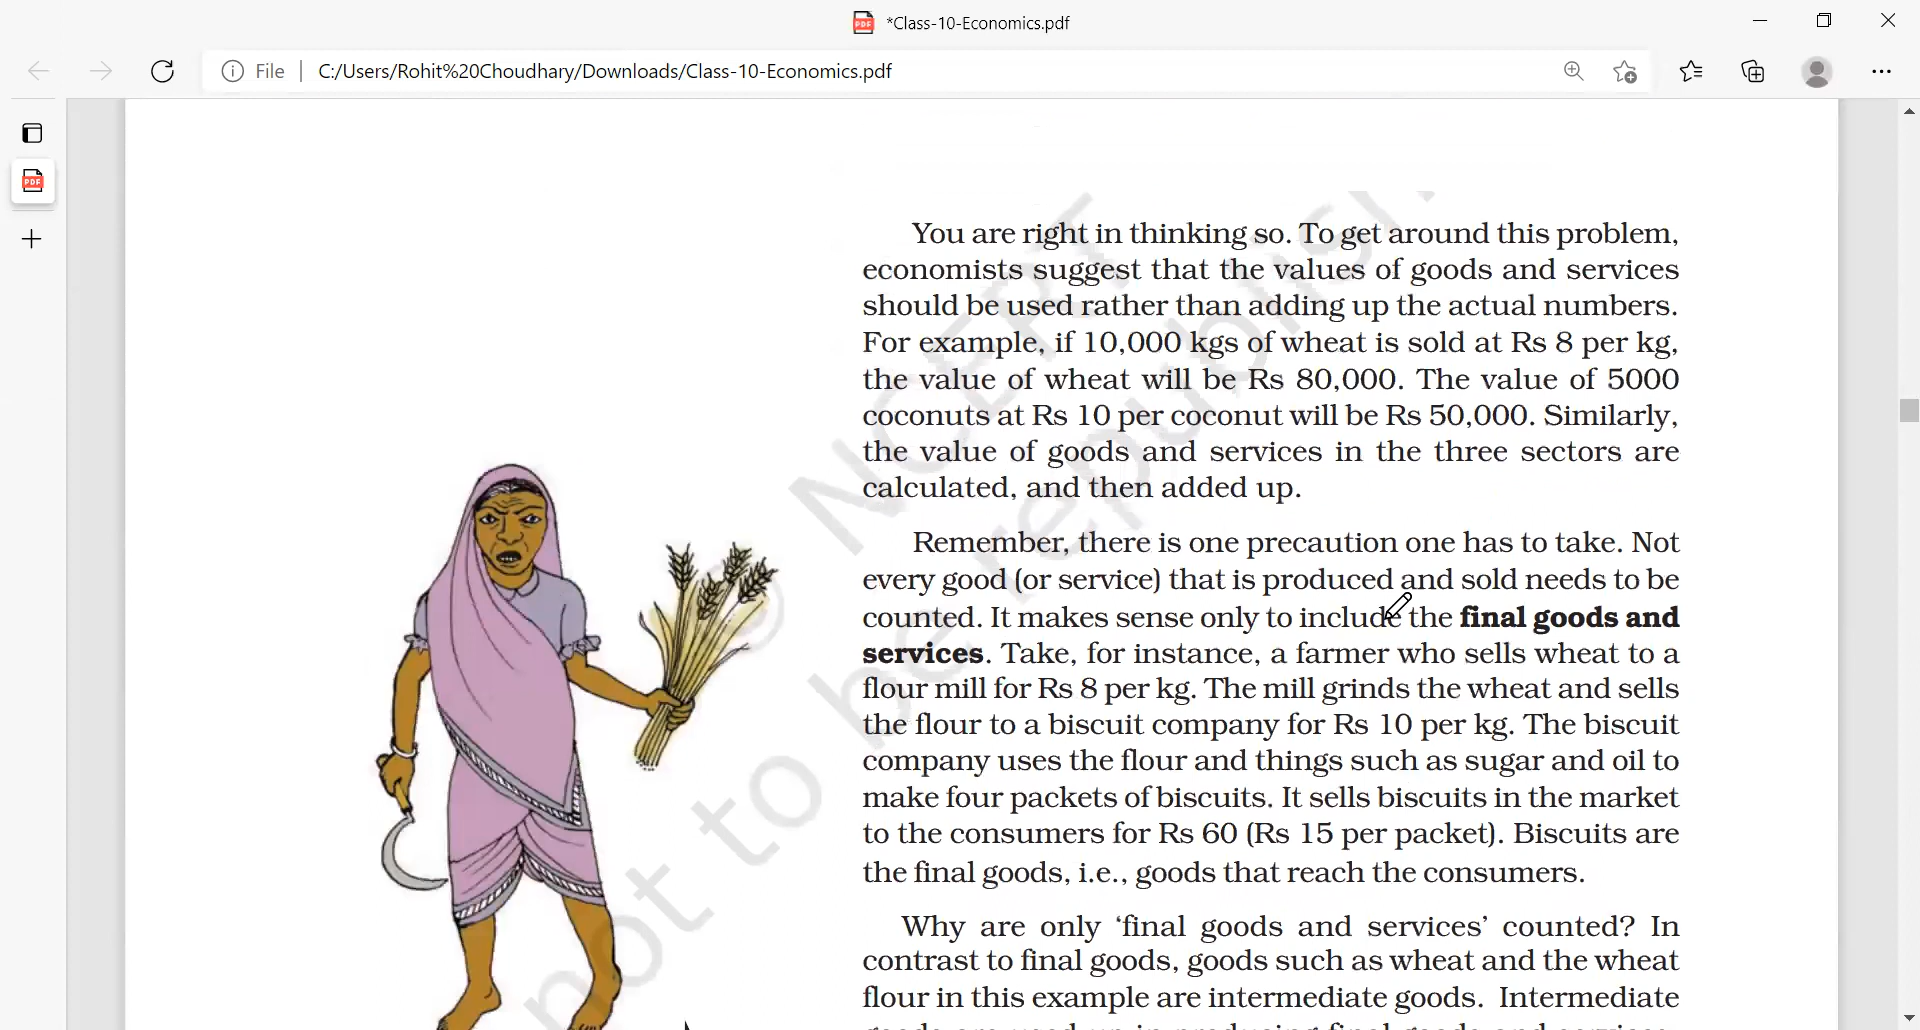 *Class-10-Economics.pdf
File
C:/Users/Rohit%20Choudhary/Downloads/Class-10-Economics.pdf
PDF
PDF
You are right in thinking so. To get around this problem,
economists suggest that the values of goods and services
should be used rather than adding up the actual numbers.
For example, if 10,000 kgs of wheat is sold at Rs 8 per kg,
the value of wheat will be Rs 80,000. The value of 5000
coconuts at Rs 10 per coconut will be Rs 50,000. Similarly,
the value of goods and services in the three sectors are
calculated, and then added up.
Remember, there is one precaution one has to take. Not
every good (or service) that is produced and sold needs to be
counted. It makes sense only to include the final goods and
services. Take, for instance, a farmer who sells wheat to a
flour mill for Rs 8 per kg. The mill grinds the wheat and sells
the flour to a biscuit company for Rs 10 per kg. The biscuit
company uses the flour and things such as sugar and oil to
make four packets of biscuits. It sells biscuits in the market
to the consumers for Rs 60 (Rs 15 per packet). Biscuits are
the final goods, i.e., goods that reach the consumers.
Why are only ‘final goods and services’ counted? In
contrast to final goods, goods such as wheat and the wheat
flour in this example are intermediate goods. Intermediate
© NCERT
not to be republish